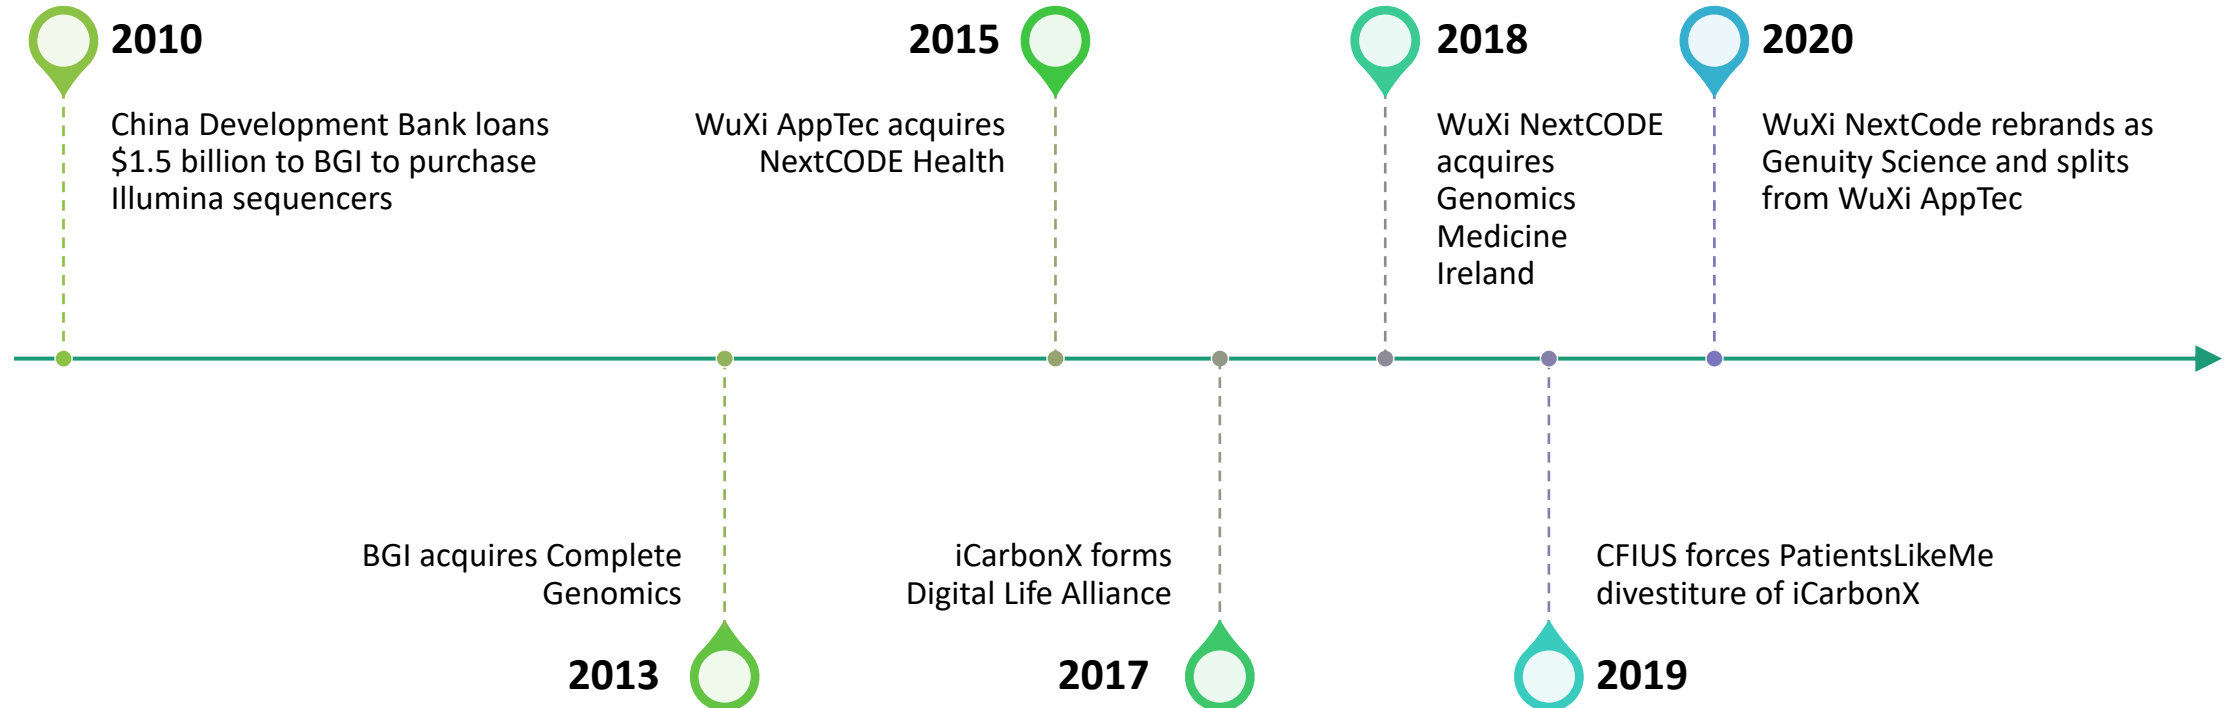 2010
China Development Bank loans
$1.5 billion to BGI to purchase
Illumina sequencers
2015
WuXi AppTec acquires
NextCODE Health
2018
WuXi NextCODE
acquires
Genomics
Medicine
Ireland
2020
WuXi NextCode rebrands as
Genuity Science and splits
from WuXi AppTec
BGI acquires Complete
Genomics
2013
iCarbonX forms
Digital Life Alliance
2017
CFIUS forces PatientsLikeMe
divestiture of iCarbonX
2019